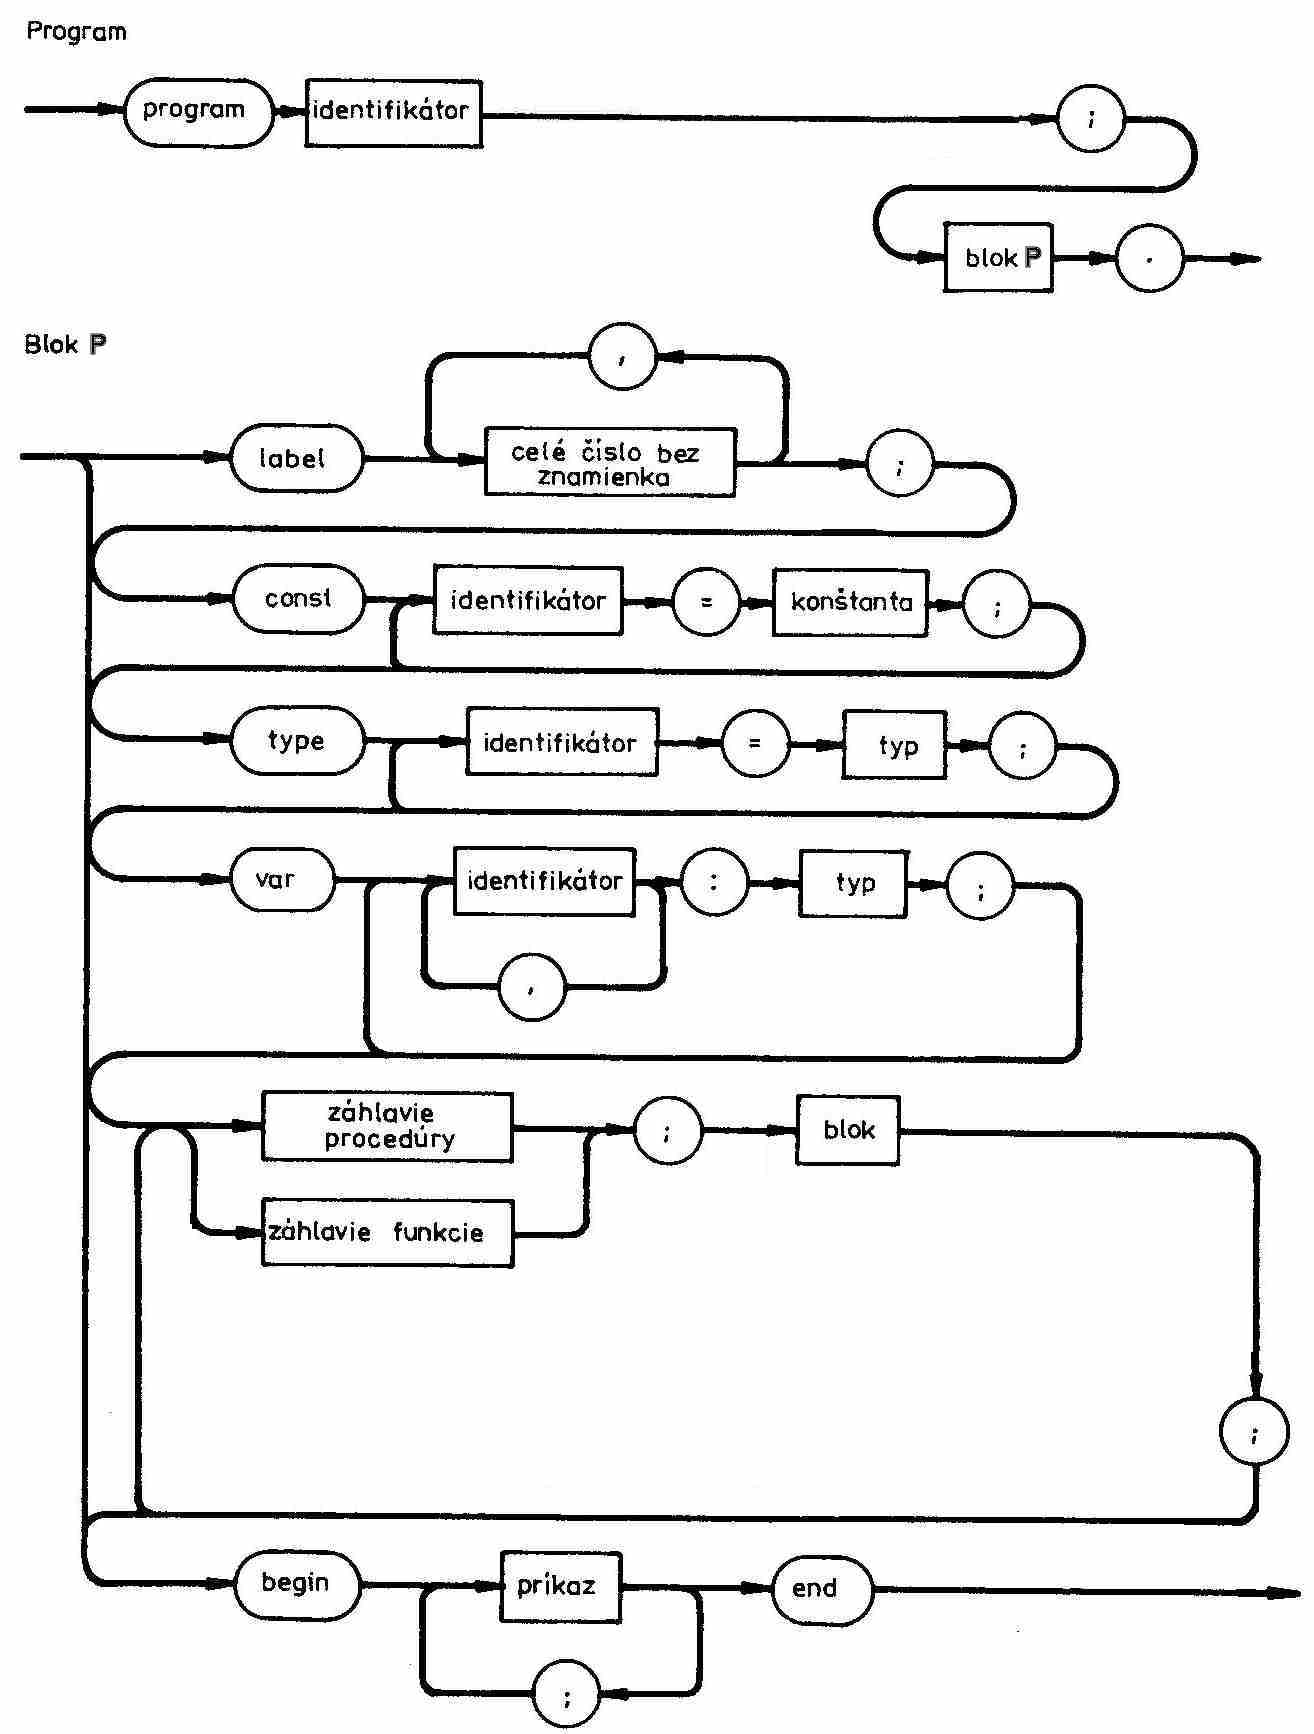 Program
program identifikátor ;
blok P .
Blok P
,
label celé číslo bez ;
znamienka
const identifikátor = konštanta ;
type identifikátor = typ ;
var identifikátor : typ ;
,
záhlavie
procedúry ; blok
záhlavie funkcie
;
begin príkaz end
;